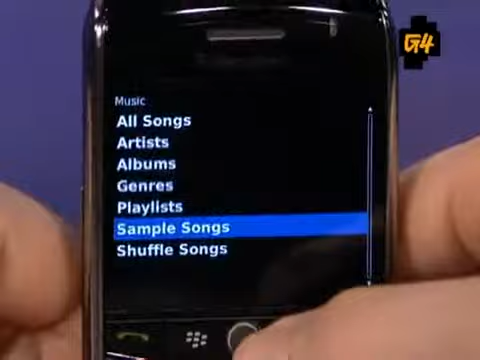 G4
Music
All Songs
Artists
Albums
Genres
Playlists
Sample Songs
Shuffle Songs